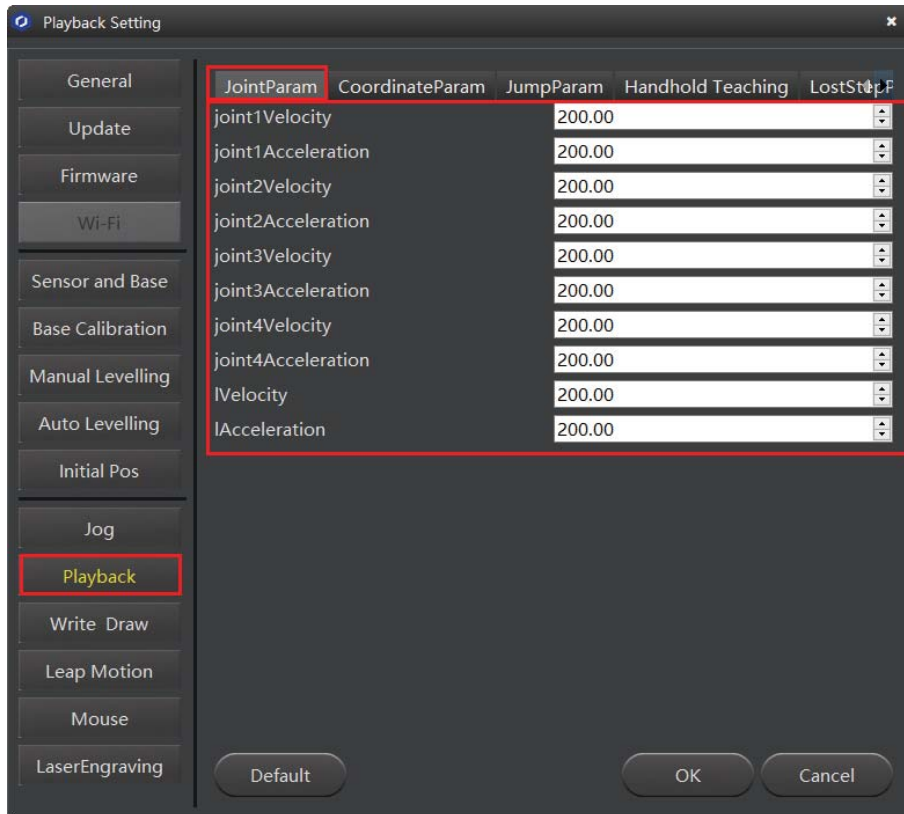 Playback Setting
General
Update
Firmware
Wi-Fi
Sensor and Base
Base Calibration
Manual Levelling
Auto Levelling
Initial Pos
Jog
Playback
Write Draw
Leap Motion
Mouse
LaserEngraving
JointParam CoordinateParam JumpParam Handhold Teaching LostStepP
joint1Velocity 200.00
joint1Acceleration 200.00
joint2Velocity 200.00
joint2Acceleration 200.00
joint3Velocity 200.00
joint3Acceleration 200.00
joint4Velocity 200.00
joint4Acceleration 200.00
lVelocity 200.00
lAcceleration 200.00
Default OK Cancel